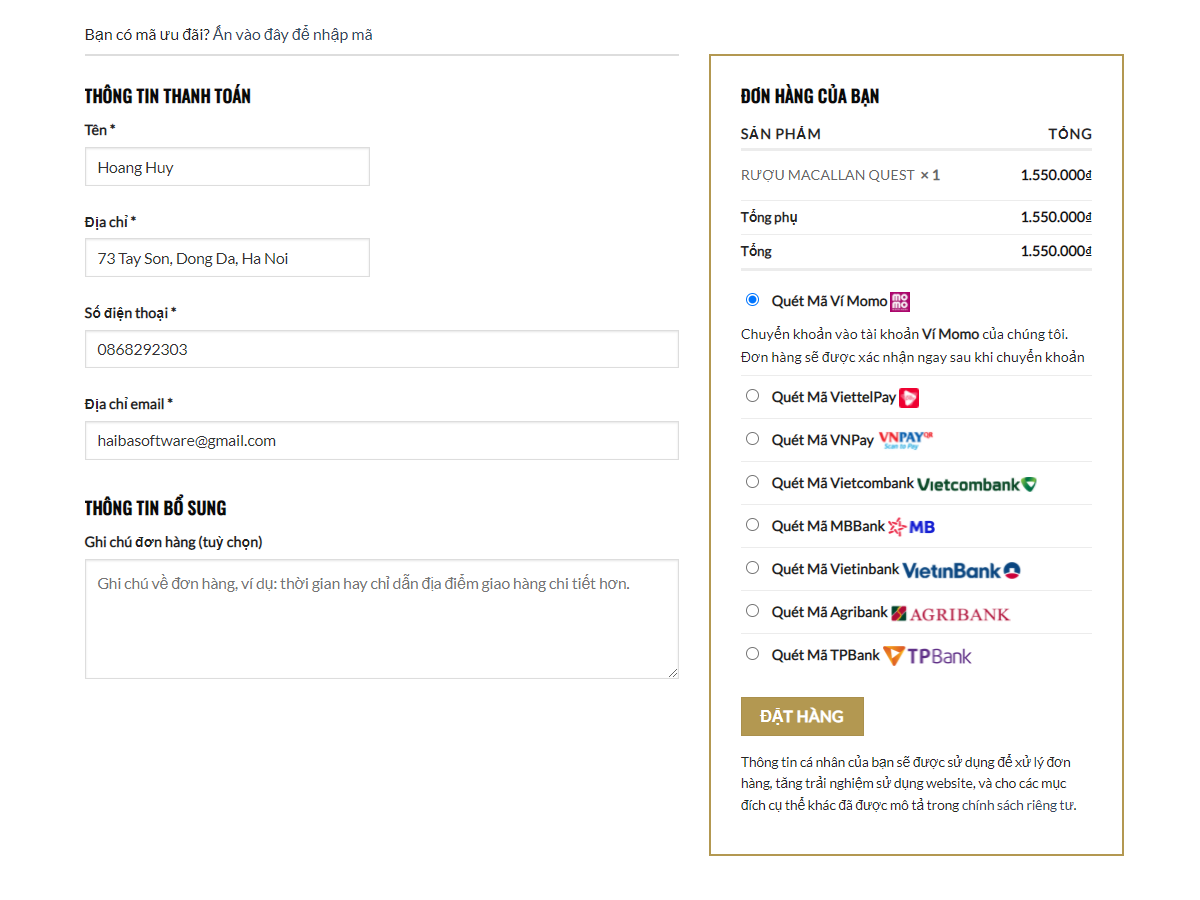 Bạn có mã ưu đãi? Ấn vào đây để nhập mã
THÔNG TIN THANH TOÁN
Tên *
Hoang Huy
Địa chỉ *
73 Tay Son, Dong Da, Ha Noi
Số điện thoại *
0868292303
Địa chỉ email *
haibasoftware@gmail.com
THÔNG TIN BỔ SUNG
Ghi chú đơn hàng (tuỳ chọn)
Ghi chú về đơn hàng, ví dụ: thời gian hay chỉ dẫn địa điểm giao hàng chi tiết hơn.
ĐƠN HÀNG CỦA BẠN
SẢN PHẨM TỔNG
RƯỢU MACALLAN QUEST × 1 1.550.000₫
Tổng phụ 1.550.000₫
Tổng 1.550.000₫
Quét Mã Ví Momo mo mo
Chuyển khoản vào tài khoản Ví Momo của chúng tôi.
Đơn hàng sẽ được xác nhận ngay sau khi chuyển khoản
Quét Mã ViettelPay
Quét Mã VNPay VNPAYQR Scan to Pay
Quét Mã Vietcombank Vietcombank
Quét Mã MBBank MB
Quét Mã Vietinbank VietinBank
Quét Mã Agribank AGRIBANK
Quét Mã TPBank TPBank
ĐẶT HÀNG
Thông tin cá nhân của bạn sẽ được sử dụng để xử lý đơn
hàng, tăng trải nghiệm sử dụng website, và cho các mục
đích cụ thể khác đã được mô tả trong chính sách riêng tư.